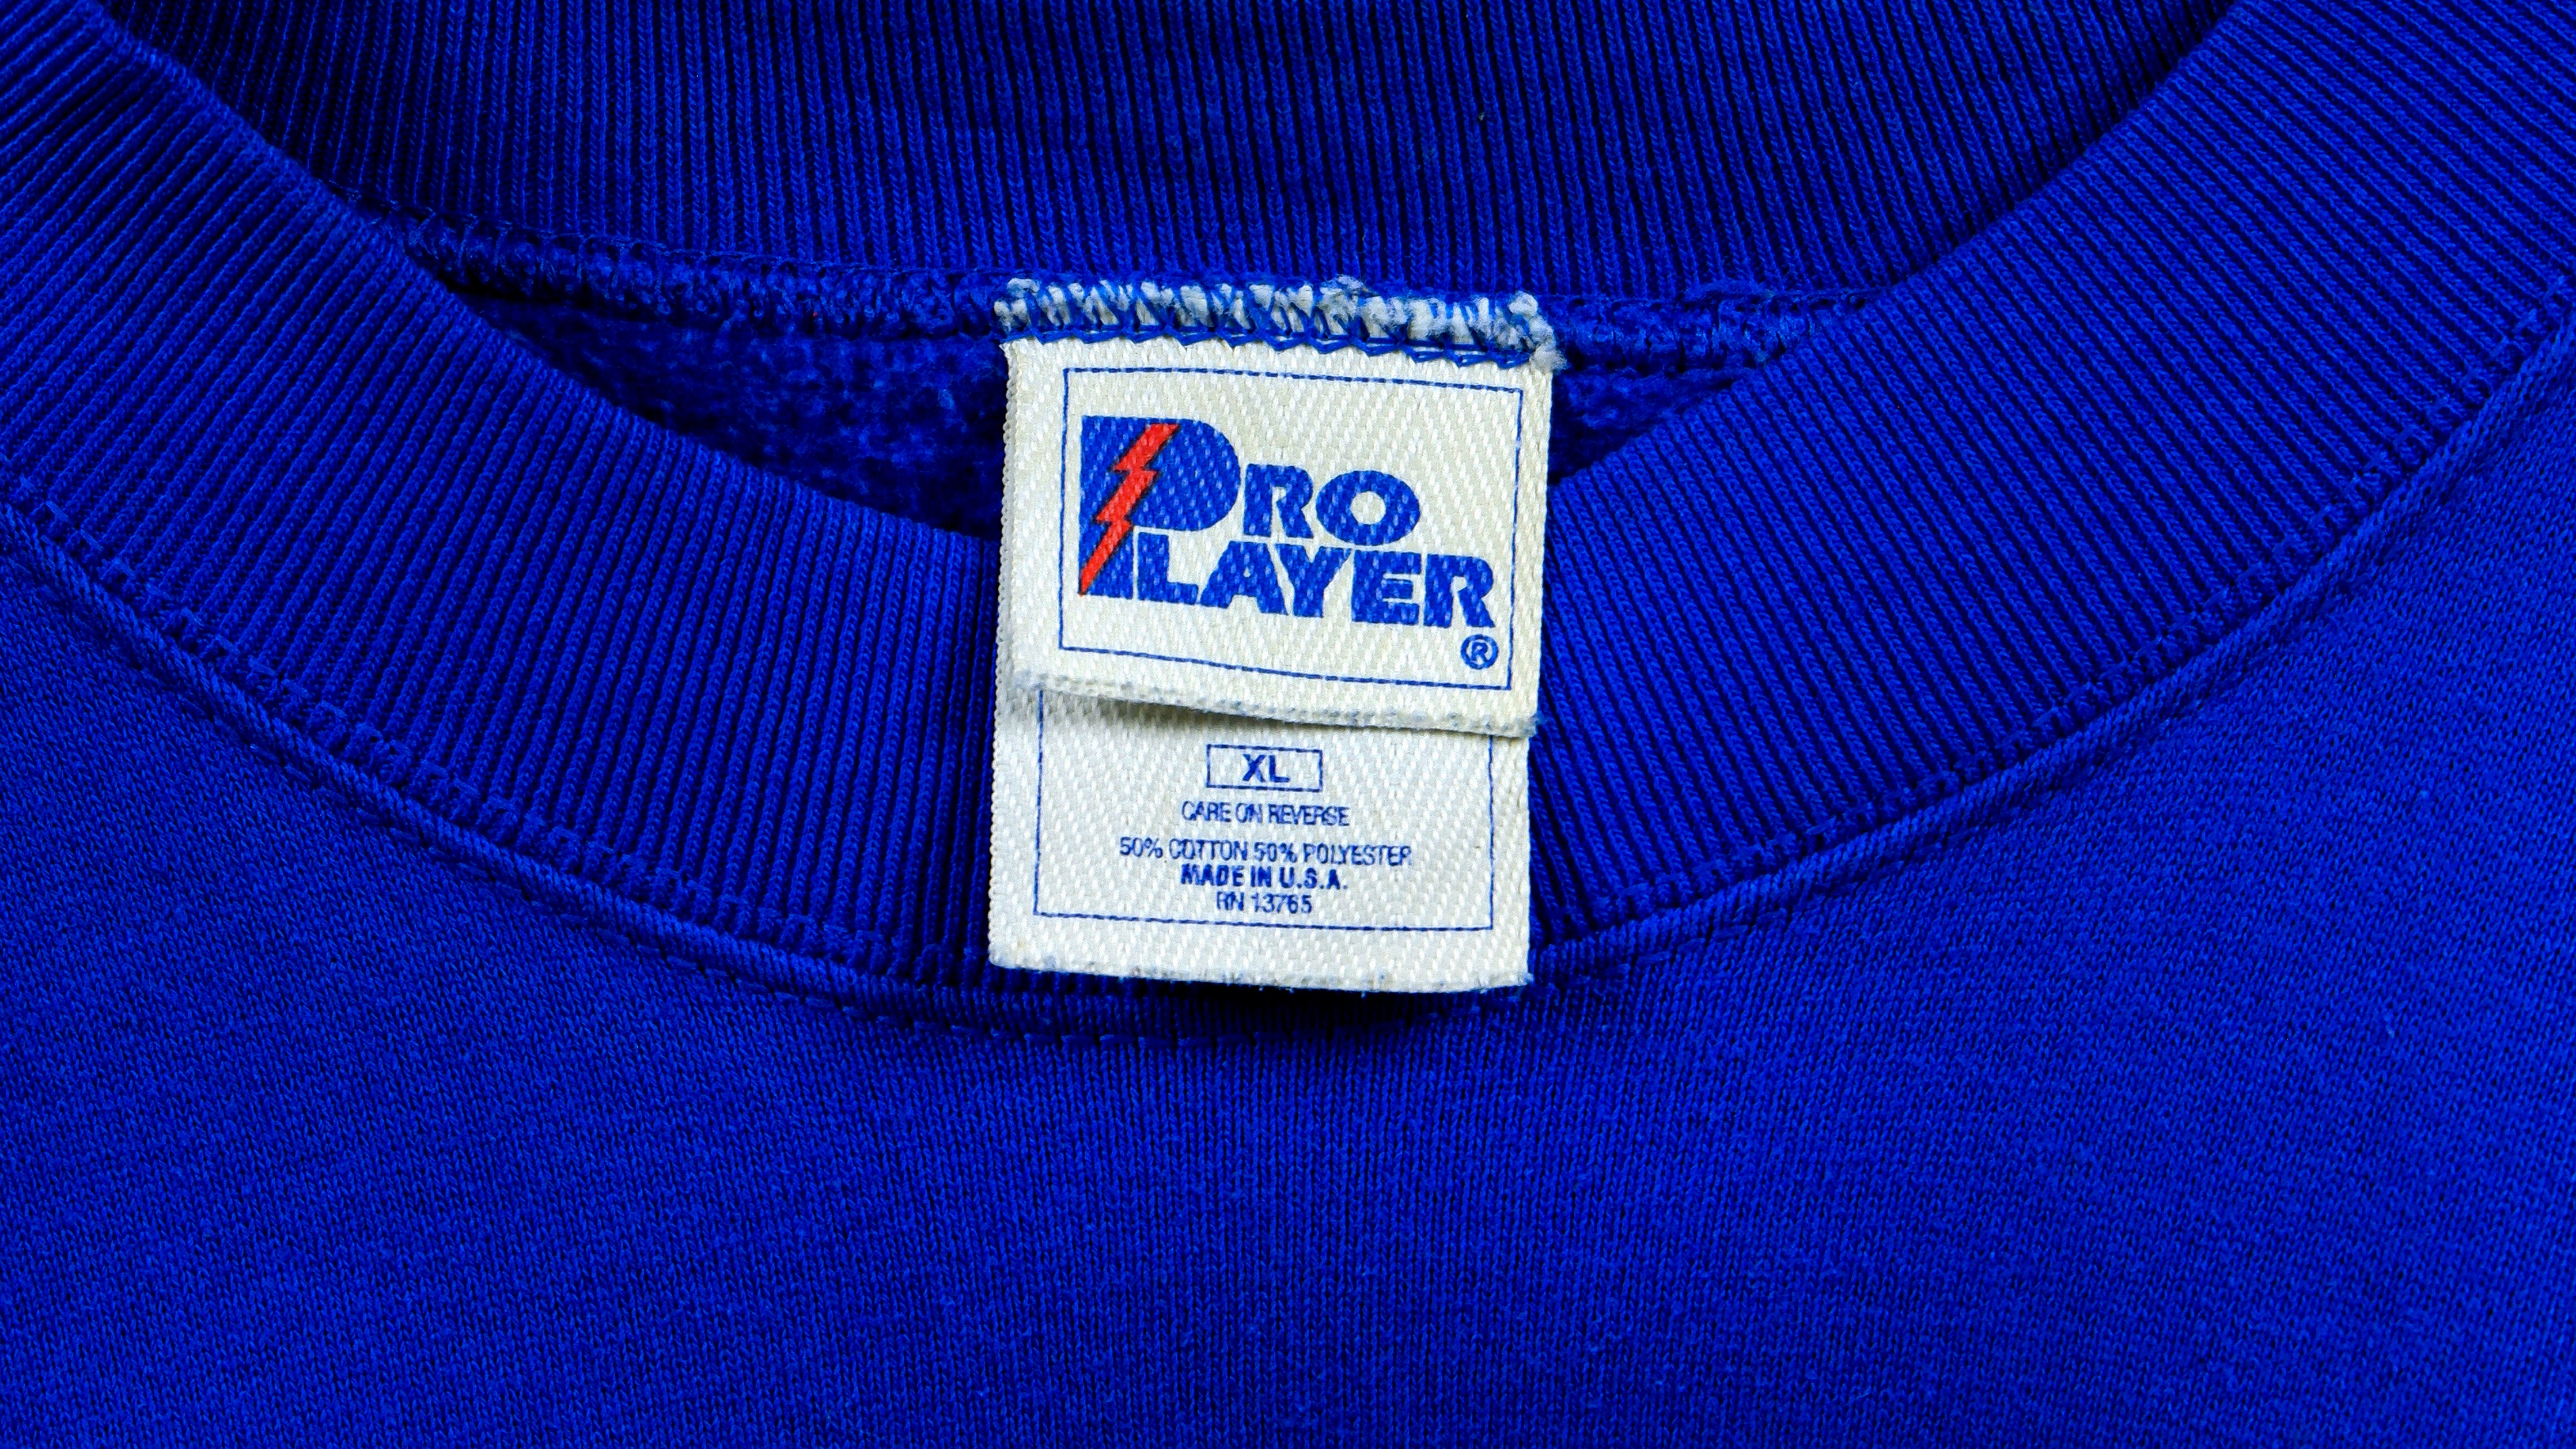 PRO
PLAYER
®
XL
CARE ON REVERSE
50% COTTON 50% POLYESTER
MADE IN U.S.A.
RN 13765